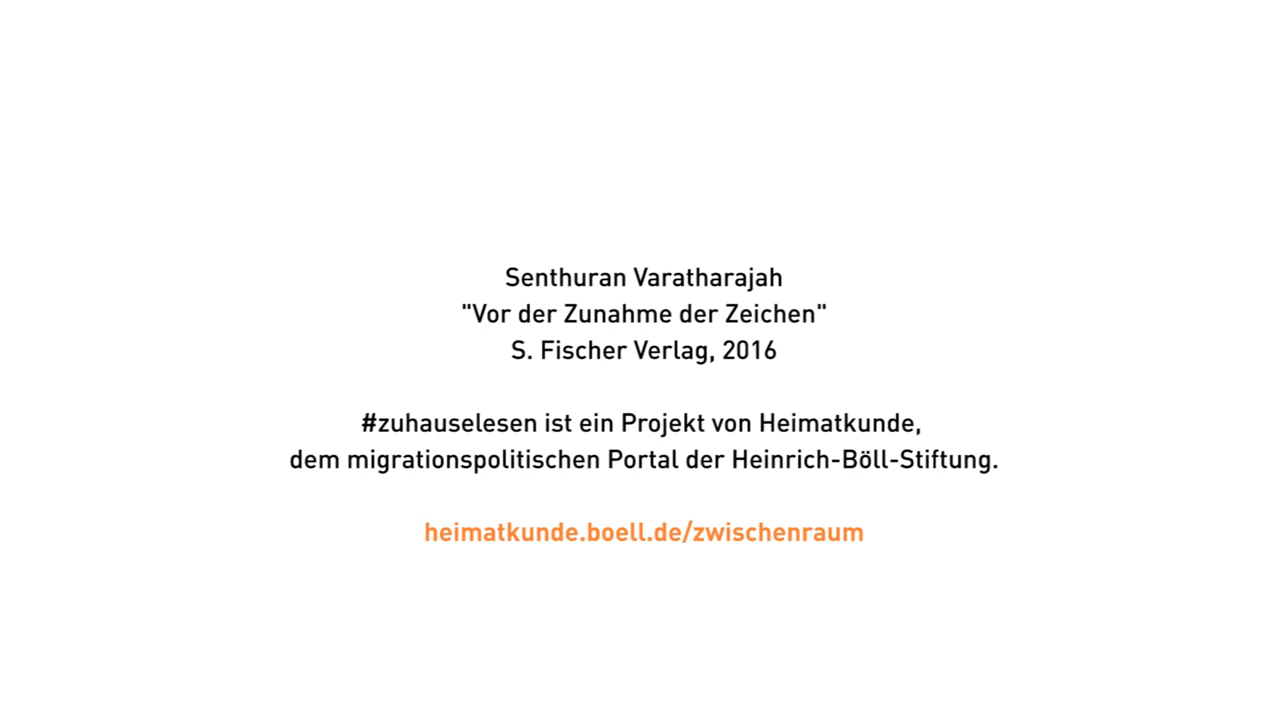 Senthuran Varatharajah
"Vor der Zunahme der Zeichen"
S. Fischer Verlag, 2016
#zuhauselesen ist ein Projekt von Heimatkunde,
dem migrationspolitischen Portal der Heinrich-Böll-Stiftung.
heimatkunde.boell.de/zwischenraum